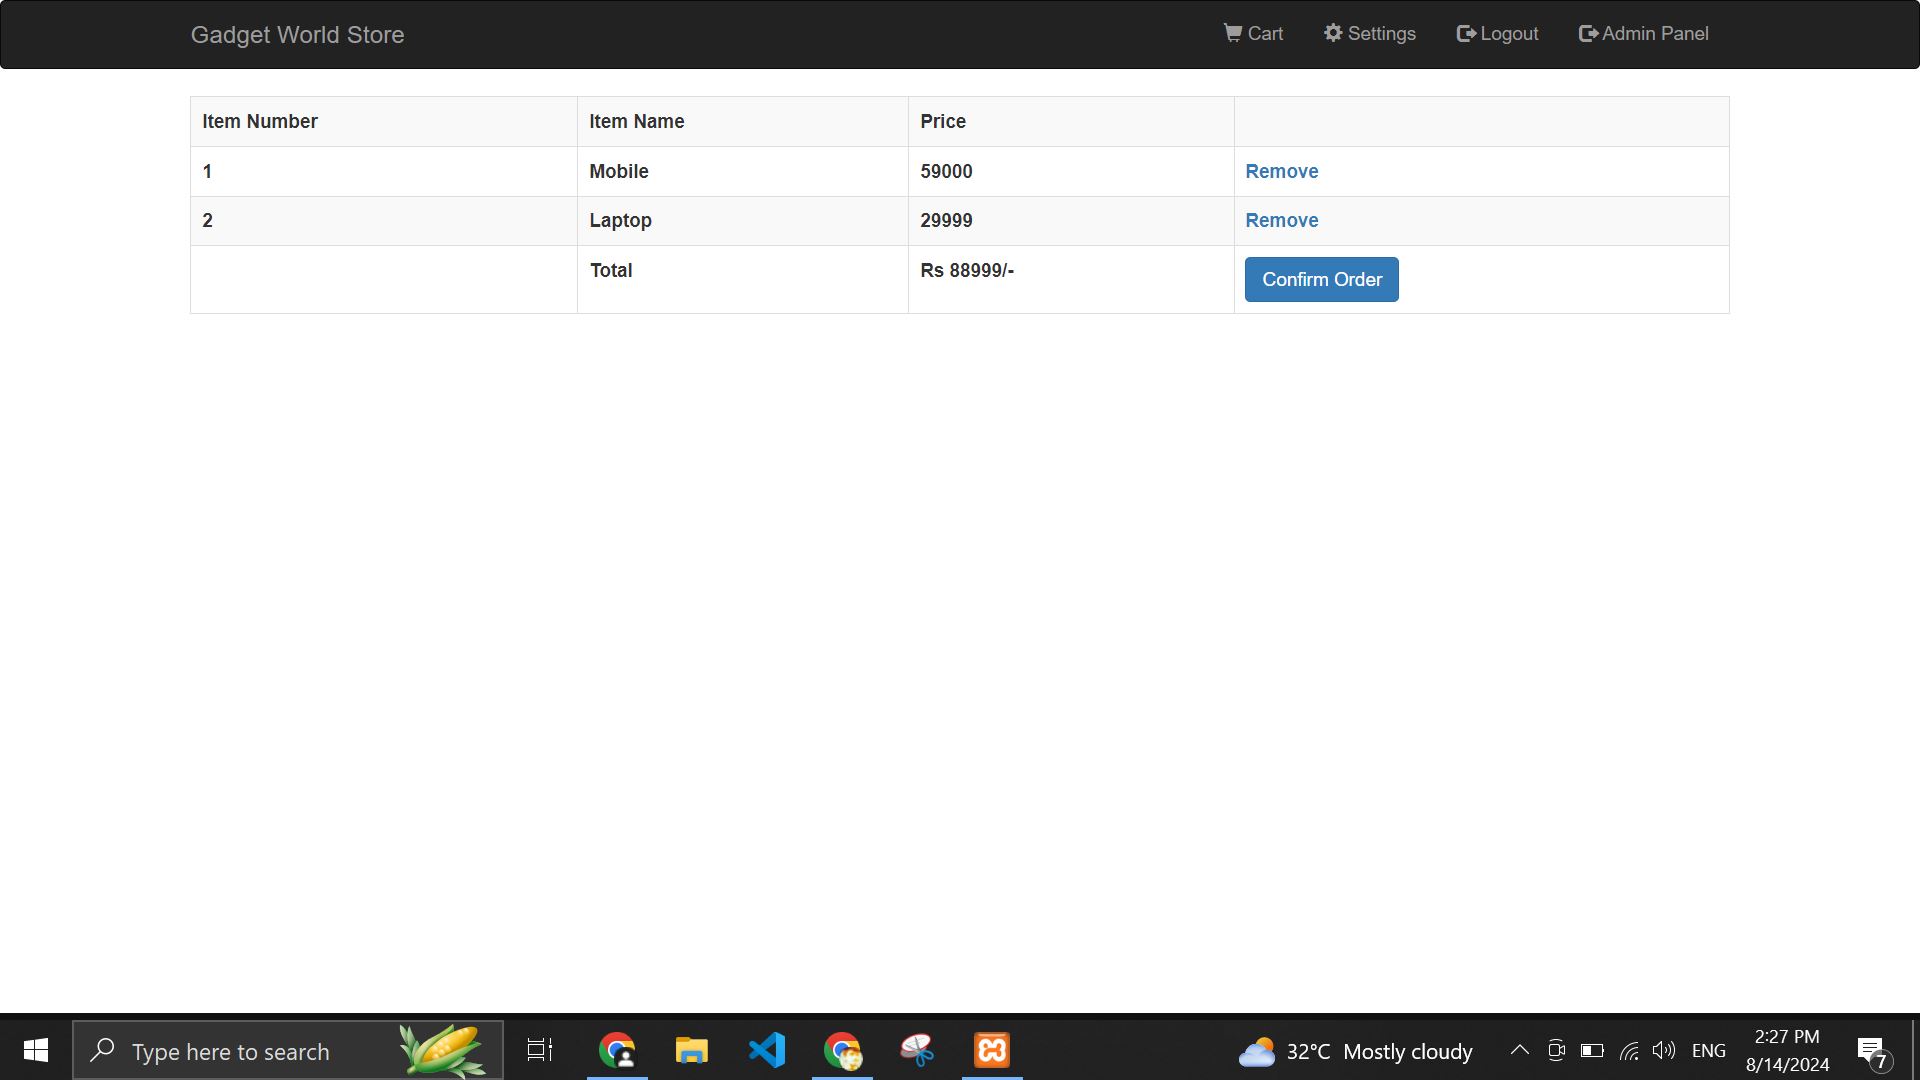 Gadget World Store Cart Settings Logout Admin Panel
Item Number Item Name Price
1 Mobile 59000 Remove
2 Laptop 29999 Remove
Total Rs 88999/- Confirm Order
Type here to search 32°C Mostly cloudy ENG 2:27 PM
8/14/2024 7